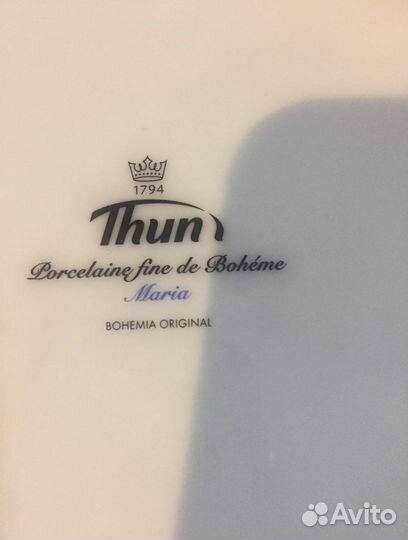 1794
Thun
Porcelaine fine de Bohéme
Maria
BOHEMIA ORIGINAL
Avito